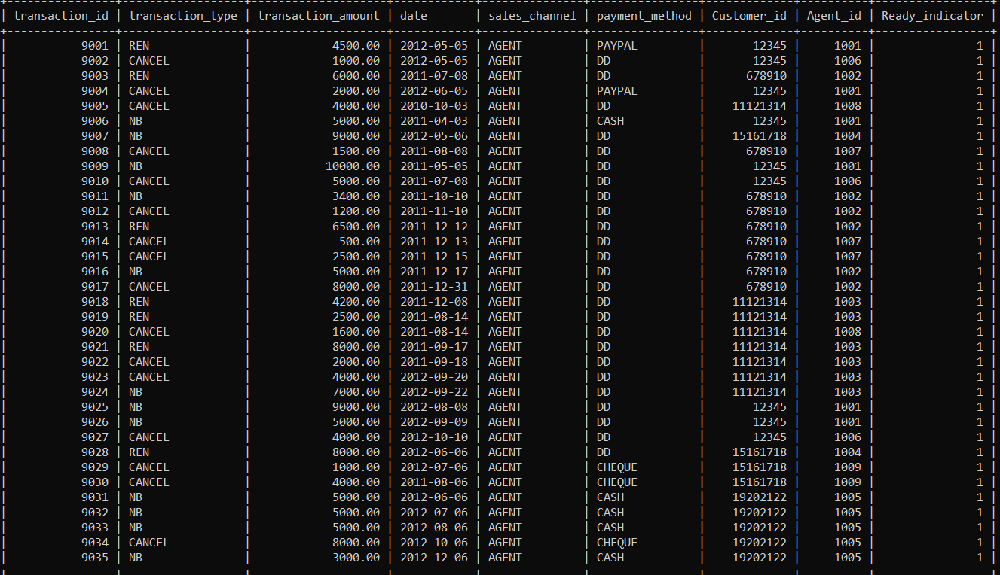 transaction_id | transaction_type | transaction_amount | date | sales_channel | payment_method | Customer_id | Agent_id | Ready_indicator |
| 9001 | REN | 4500.00 | 2012-05-05 | AGENT | PAYPAL | 12345 | 1001 | 1 |
| 9002 | CANCEL | 1000.00 | 2012-05-05 | AGENT | DD | 12345 | 1006 | 1 |
| 9003 | REN | 6000.00 | 2011-07-08 | AGENT | DD | 678910 | 1002 | 1 |
| 9004 | CANCEL | 2000.00 | 2012-06-05 | AGENT | PAYPAL | 12345 | 1001 | 1 |
| 9005 | CANCEL | 4000.00 | 2010-10-03 | AGENT | DD | 11121314 | 1008 | 1 |
| 9006 | NB | 5000.00 | 2011-04-03 | AGENT | CASH | 12345 | 1001 | 1 |
| 9007 | NB | 9000.00 | 2012-05-06 | AGENT | DD | 15161718 | 1004 | 1 |
| 9008 | CANCEL | 1500.00 | 2011-08-08 | AGENT | DD | 678910 | 1007 | 1 |
| 9009 | NB | 10000.00 | 2011-05-05 | AGENT | DD | 12345 | 1001 | 1 |
| 9010 | CANCEL | 5000.00 | 2011-07-08 | AGENT | DD | 12345 | 1006 | 1 |
| 9011 | NB | 3400.00 | 2011-10-10 | AGENT | DD | 678910 | 1002 | 1 |
| 9012 | CANCEL | 1200.00 | 2011-11-10 | AGENT | DD | 678910 | 1002 | 1 |
| 9013 | REN | 6500.00 | 2011-12-12 | AGENT | DD | 678910 | 1002 | 1 |
| 9014 | CANCEL | 500.00 | 2011-12-13 | AGENT | DD | 678910 | 1007 | 1 |
| 9015 | CANCEL | 2500.00 | 2011-12-15 | AGENT | DD | 678910 | 1007 | 1 |
| 9016 | NB | 5000.00 | 2011-12-17 | AGENT | DD | 678910 | 1002 | 1 |
| 9017 | CANCEL | 8000.00 | 2011-12-31 | AGENT | DD | 678910 | 1002 | 1 |
| 9018 | REN | 4200.00 | 2011-12-08 | AGENT | DD | 11121314 | 1003 | 1 |
| 9019 | REN | 2500.00 | 2011-08-14 | AGENT | DD | 11121314 | 1003 | 1 |
| 9020 | CANCEL | 1600.00 | 2011-08-14 | AGENT | DD | 11121314 | 1008 | 1 |
| 9021 | REN | 8000.00 | 2011-09-17 | AGENT | DD | 11121314 | 1003 | 1 |
| 9022 | CANCEL | 2000.00 | 2011-09-18 | AGENT | DD | 11121314 | 1003 | 1 |
| 9023 | CANCEL | 4000.00 | 2012-09-20 | AGENT | DD | 11121314 | 1003 | 1 |
| 9024 | NB | 7000.00 | 2012-09-22 | AGENT | DD | 11121314 | 1003 | 1 |
| 9025 | NB | 9000.00 | 2012-08-08 | AGENT | DD | 12345 | 1001 | 1 |
| 9026 | NB | 5000.00 | 2012-09-09 | AGENT | DD | 12345 | 1001 | 1 |
| 9027 | CANCEL | 4000.00 | 2012-10-10 | AGENT | DD | 12345 | 1006 | 1 |
| 9028 | REN | 8000.00 | 2012-06-06 | AGENT | DD | 15161718 | 1004 | 1 |
| 9029 | CANCEL | 1000.00 | 2012-07-06 | AGENT | CHEQUE | 15161718 | 1009 | 1 |
| 9030 | CANCEL | 4000.00 | 2011-08-06 | AGENT | CHEQUE | 15161718 | 1009 | 1 |
| 9031 | NB | 5000.00 | 2012-06-06 | AGENT | CASH | 19202122 | 1005 | 1 |
| 9032 | NB | 5000.00 | 2012-07-06 | AGENT | CASH | 19202122 | 1005 | 1 |
| 9033 | NB | 5000.00 | 2012-08-06 | AGENT | CASH | 19202122 | 1005 | 1 |
| 9034 | CANCEL | 8000.00 | 2012-10-06 | AGENT | CHEQUE | 19202122 | 1005 | 1 |
| 9035 | NB | 3000.00 | 2012-12-06 | AGENT | CASH | 19202122 | 1005 | 1 |